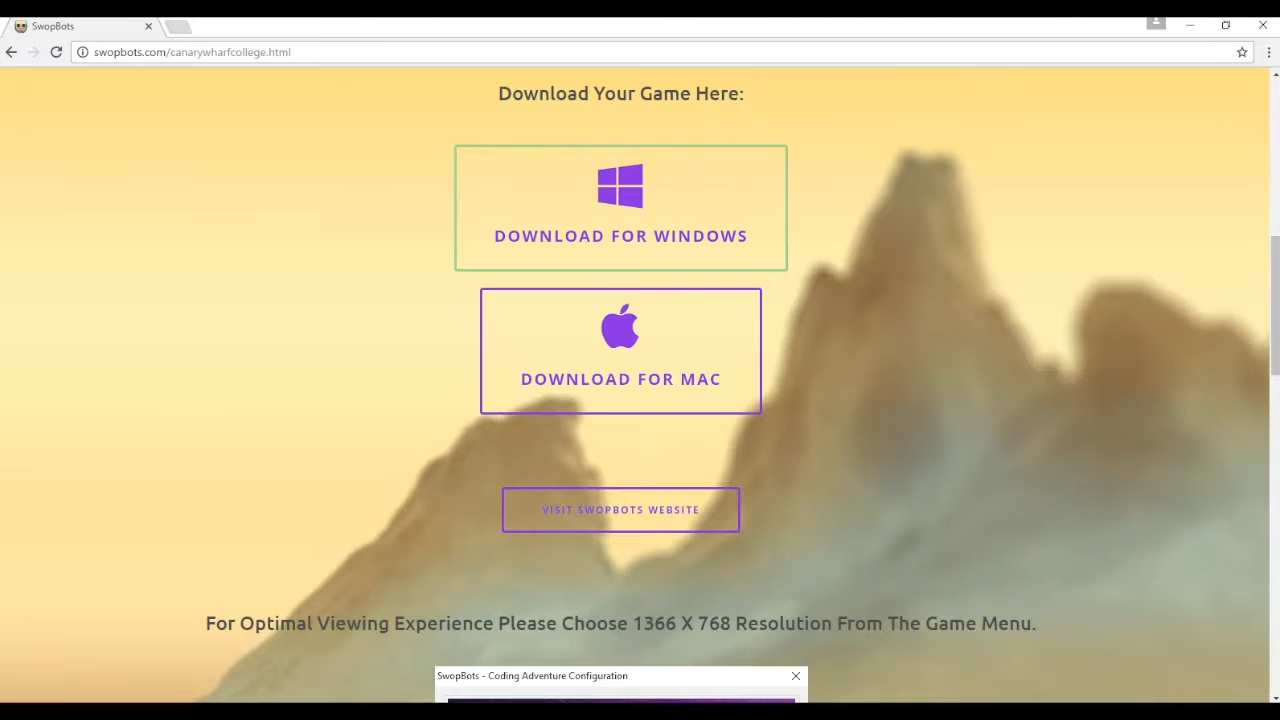 SwopBots
swopbots.com/canarywharfcollege.html
Download Your Game Here:
DOWNLOAD FOR WINDOWS
DOWNLOAD FOR MAC
VISIT SWOPBOTS WEBSITE
For Optimal Viewing Experience Please Choose 1366 X 768 Resolution From The Game Menu.
SwopBots - Coding Adventure Configuration